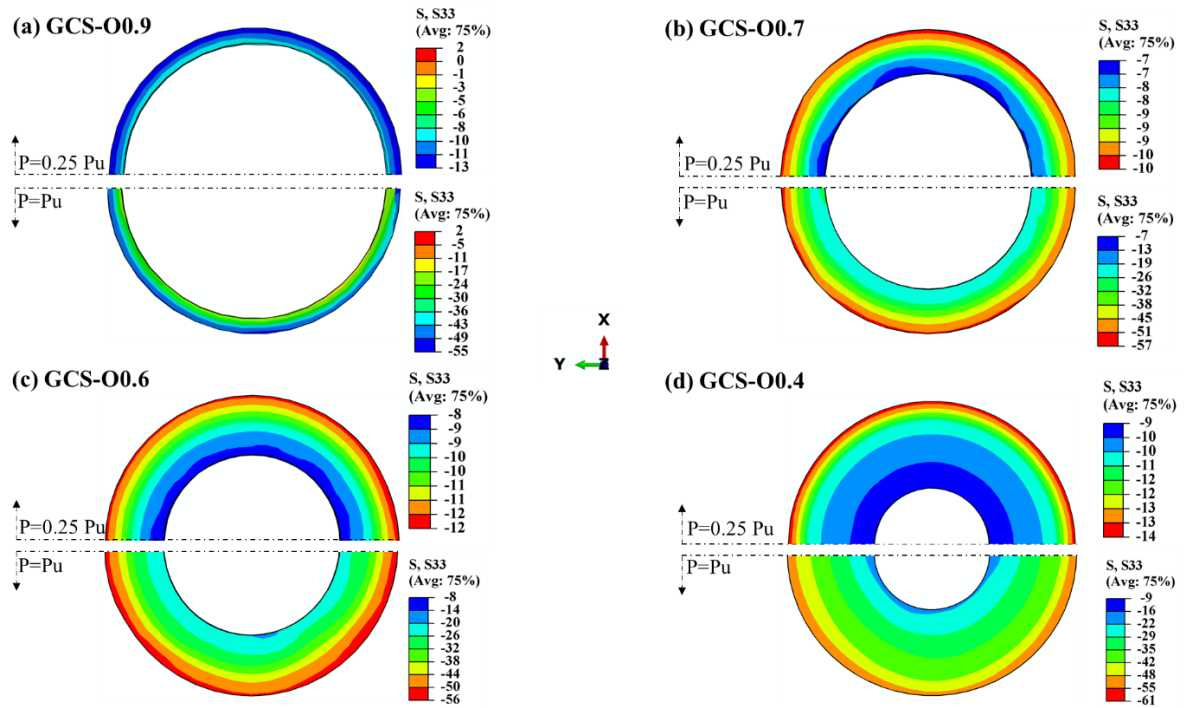 (a) GCS-O0.9
S, S33
(Avg: 75%)
2
0
-1
-3
-5
-6
-8
-10
-11
-13
P=0.25 Pu
P=Pu
S, S33
(Avg: 75%)
2
-5
-11
-17
-24
-30
-36
-43
-49
-55
(b) GCS-O0.7
S, S33
(Avg: 75%)
-7
-7
-8
-8
-9
-9
-10
-10
P=0.25 Pu
P=Pu
S, S33
(Avg: 75%)
-7
-13
-19
-26
-32
-38
-45
-51
-57
X
Y
Z
(c) GCS-O0.6
S, S33
(Avg: 75%)
-8
-9
-9
-10
-10
-11
-11
-12
-12
P=0.25 Pu
P=Pu
S, S33
(Avg: 75%)
-8
-14
-20
-26
-32
-38
-44
-50
-56
(d) GCS-O0.4
S, S33
(Avg: 75%)
-9
-10
-10
-11
-12
-12
-13
-13
-14
P=0.25 Pu
P=Pu
S, S33
(Avg: 75%)
-9
-16
-22
-29
-35
-42
-48
-55
-61